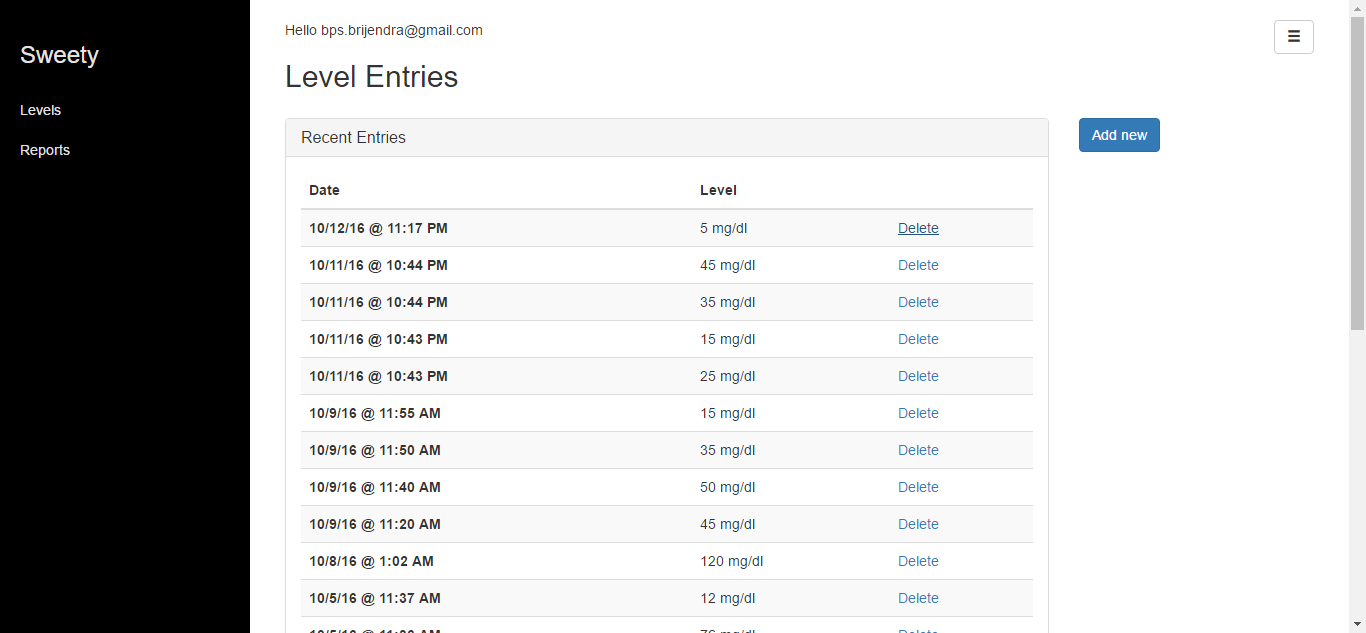 Sweety
Levels
Reports
Hello bps.brijendra@gmail.com
Level Entries
Add new
Recent Entries
Date Level
10/12/16 @ 11:17 PM 5 mg/dl Delete
10/11/16 @ 10:44 PM 45 mg/dl Delete
10/11/16 @ 10:44 PM 35 mg/dl Delete
10/11/16 @ 10:43 PM 15 mg/dl Delete
10/11/16 @ 10:43 PM 25 mg/dl Delete
10/9/16 @ 11:55 AM 15 mg/dl Delete
10/9/16 @ 11:50 AM 35 mg/dl Delete
10/9/16 @ 11:40 AM 50 mg/dl Delete
10/9/16 @ 11:20 AM 45 mg/dl Delete
10/8/16 @ 1:02 AM 120 mg/dl Delete
10/5/16 @ 11:37 AM 12 mg/dl Delete